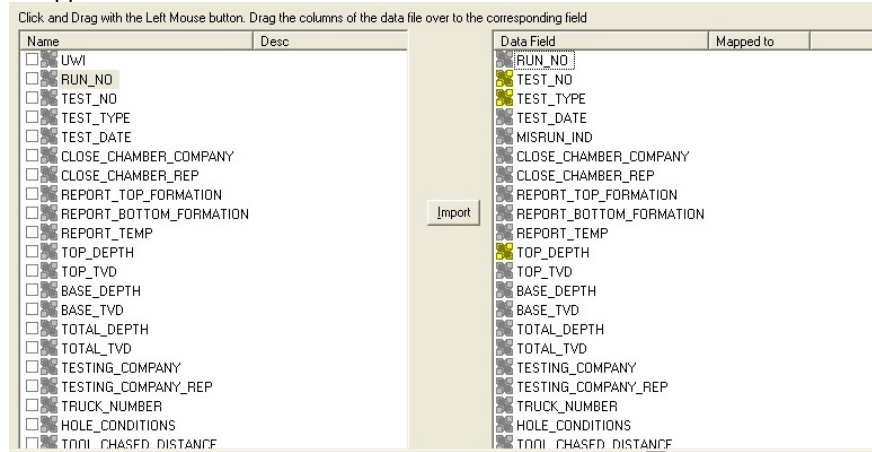 Click and Drag with the Left Mouse button. Drag the columns of the data file over to the corresponding field
Name Desc
UWI
RUN_NO
TEST_NO
TEST_TYPE
TEST_DATE
CLOSE_CHAMBER_COMPANY
CLOSE_CHAMBER_REP
REPORT_TOP_FORMATION
REPORT_BOTTOM_FORMATION
REPORT_TEMP
TOP_DEPTH
TOP_TVD
BASE_DEPTH
BASE_TVD
TOTAL_DEPTH
TOTAL_TVD
TESTING_COMPANY
TESTING_COMPANY_REP
TRUCK_NUMBER
HOLE_CONDITIONS
TOOL_CHASED_DISTANCE
Import
Data Field Mapped to
RUN_NO
TEST_NO
TEST_TYPE
TEST_DATE
MISRUN_IND
CLOSE_CHAMBER_COMPANY
CLOSE_CHAMBER_REP
REPORT_TOP_FORMATION
REPORT_BOTTOM_FORMATION
REPORT_TEMP
TOP_DEPTH
TOP_TVD
BASE_DEPTH
BASE_TVD
TOTAL_DEPTH
TOTAL_TVD
TESTING_COMPANY
TESTING_COMPANY_REP
TRUCK_NUMBER
HOLE_CONDITIONS
TOOL_CHASED_DISTANCE